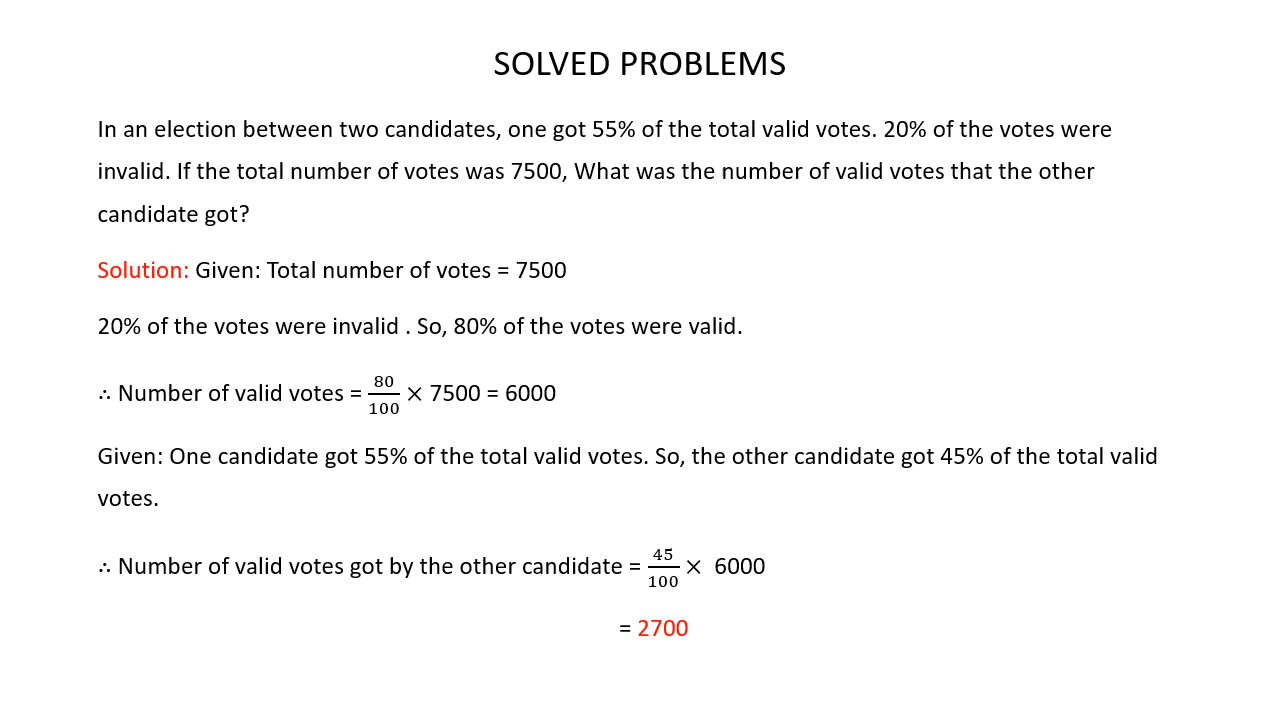 SOLVED PROBLEMS
In an election between two candidates, one got 55% of the total valid votes. 20% of the votes were
invalid. If the total number of votes was 7500, What was the number of valid votes that the other
candidate got?
Solution: Given: Total number of votes = 7500
20% of the votes were invalid . So, 80% of the votes were valid.
∴ Number of valid votes = 80/100 × 7500 = 6000
Given: One candidate got 55% of the total valid votes. So, the other candidate got 45% of the total valid
votes.
∴ Number of valid votes got by the other candidate = 45/100 × 6000
= 2700